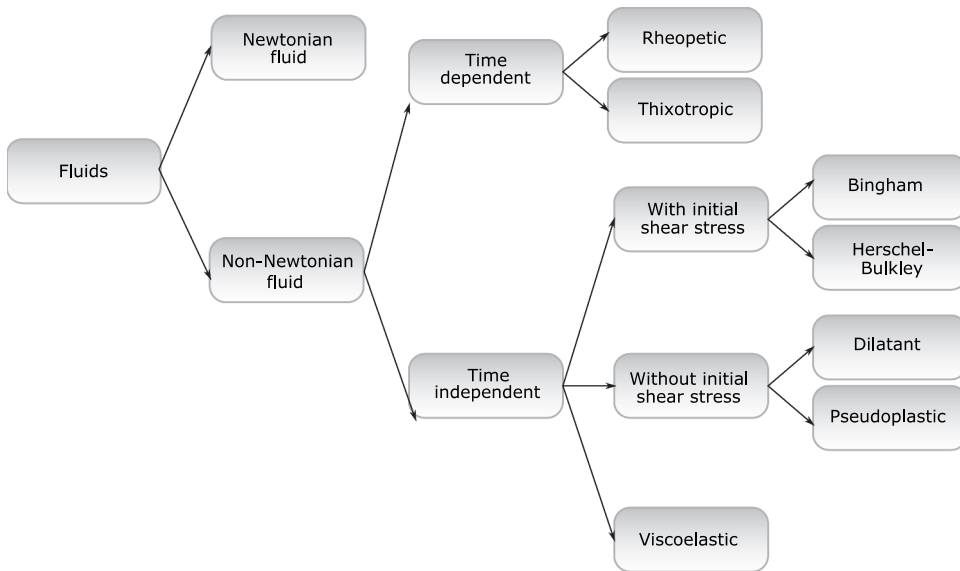 Newtonian
fluid
Time
dependent
Rheopetic
Thixotropic
Fluids
Bingham
With initial
shear stress
Non-Newtonian
fluid
Herschel-
Bulkley
Dilatant
Time
independent
Without initial
shear stress
Pseudoplastic
Viscoelastic